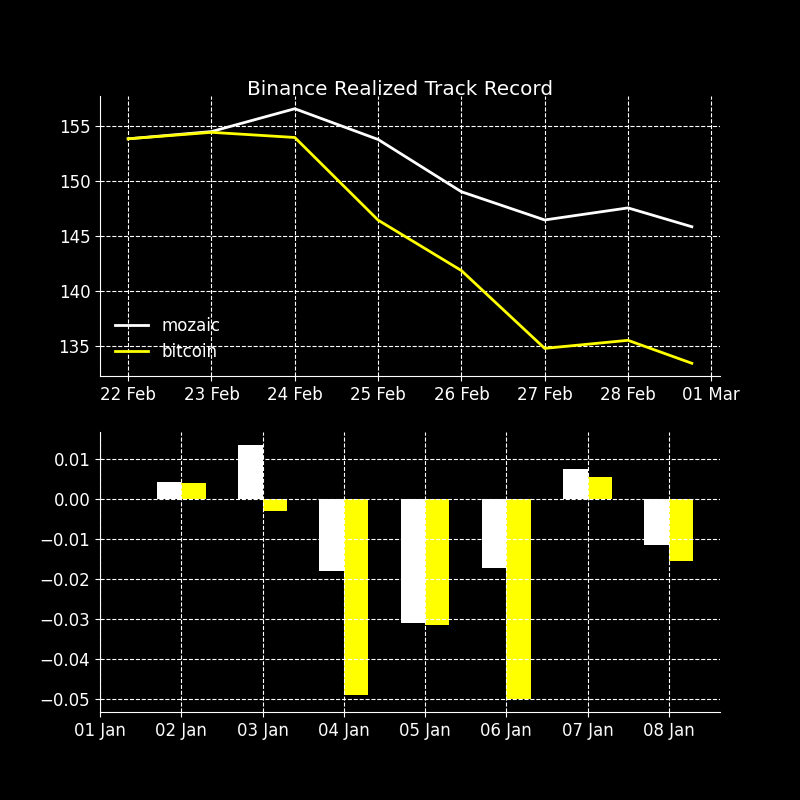 Binance Realized Track Record
155
150
145
140
135
mozaic
bitcoin
22 Feb 23 Feb 24 Feb 25 Feb 26 Feb 27 Feb 28 Feb 01 Mar
0.01
0.00
−0.01
−0.02
−0.03
−0.04
−0.05
01 Jan 02 Jan 03 Jan 04 Jan 05 Jan 06 Jan 07 Jan 08 Jan